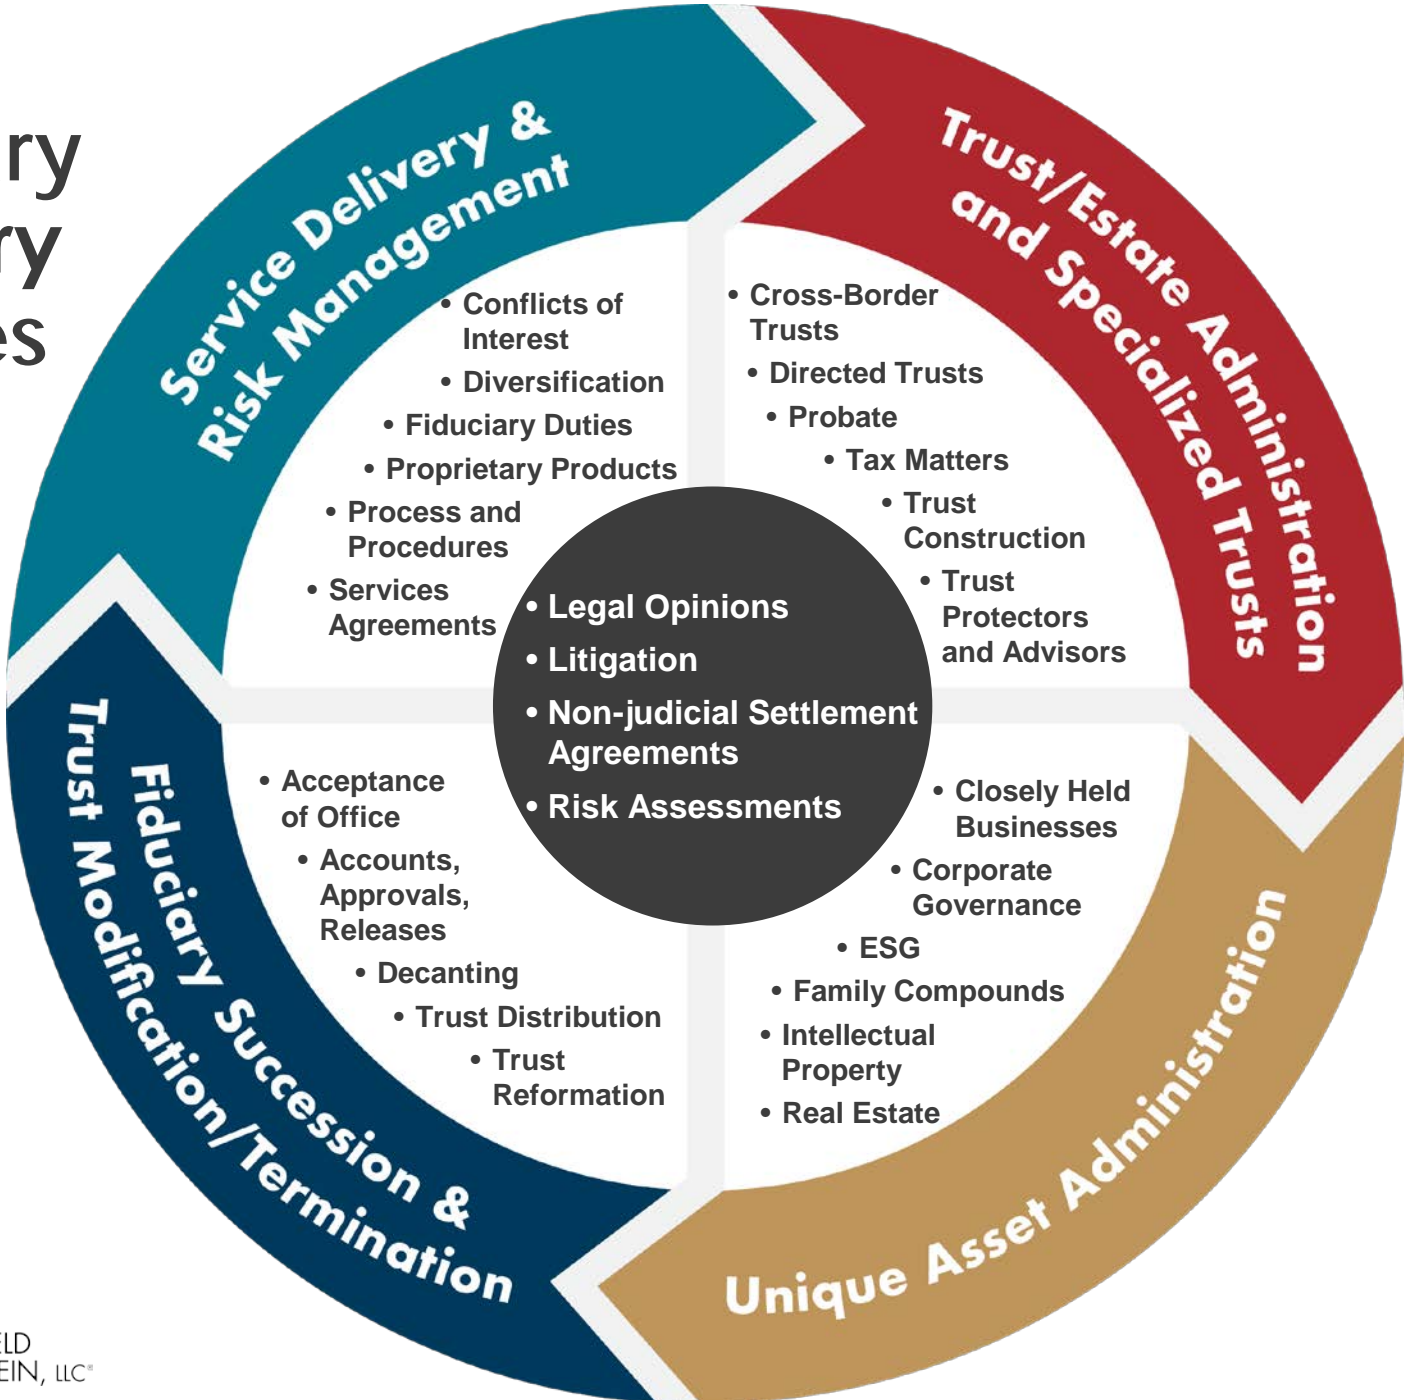 ry
ry
es
Service Delivery &
Risk Management
• Conflicts of
Interest
• Diversification
• Fiduciary Duties
• Proprietary Products
• Process and
Procedures
• Services
Agreements
Trust/Estate Administration
and Specialized Trusts
• Cross-Border
Trusts
• Directed Trusts
• Probate
• Tax Matters
• Trust
Construction
• Trust
Protectors
and Advisors
• Legal Opinions
• Litigation
• Non-judicial Settlement
Agreements
• Risk Assessments
Fiduciary Succession &
Trust Modification/Termination
• Acceptance
of Office
• Accounts,
Approvals,
Releases
• Decanting
• Trust Distribution
• Trust
Reformation
• Closely Held
Businesses
• Corporate
Governance
• ESG
• Family Compounds
• Intellectual
Property
• Real Estate
Unique Asset Administration
ELD
EIN, LLC®